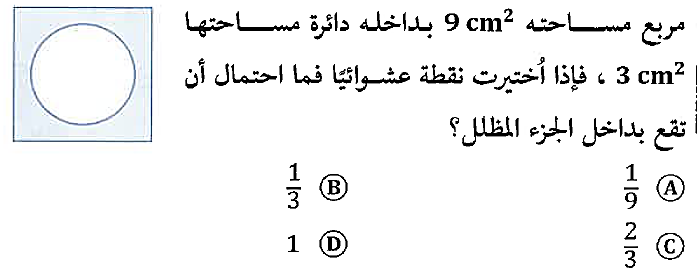 مربع مساحته 9 cm² بداخله دائرة مساحتها
3 cm² ، فإذا اُختيرت نقطة عشوائيًا فما احتمال أن
تقع بداخل الجزء المظلل؟
Ⓐ 1/9 Ⓑ 1/3
Ⓒ 2/3 Ⓓ 1